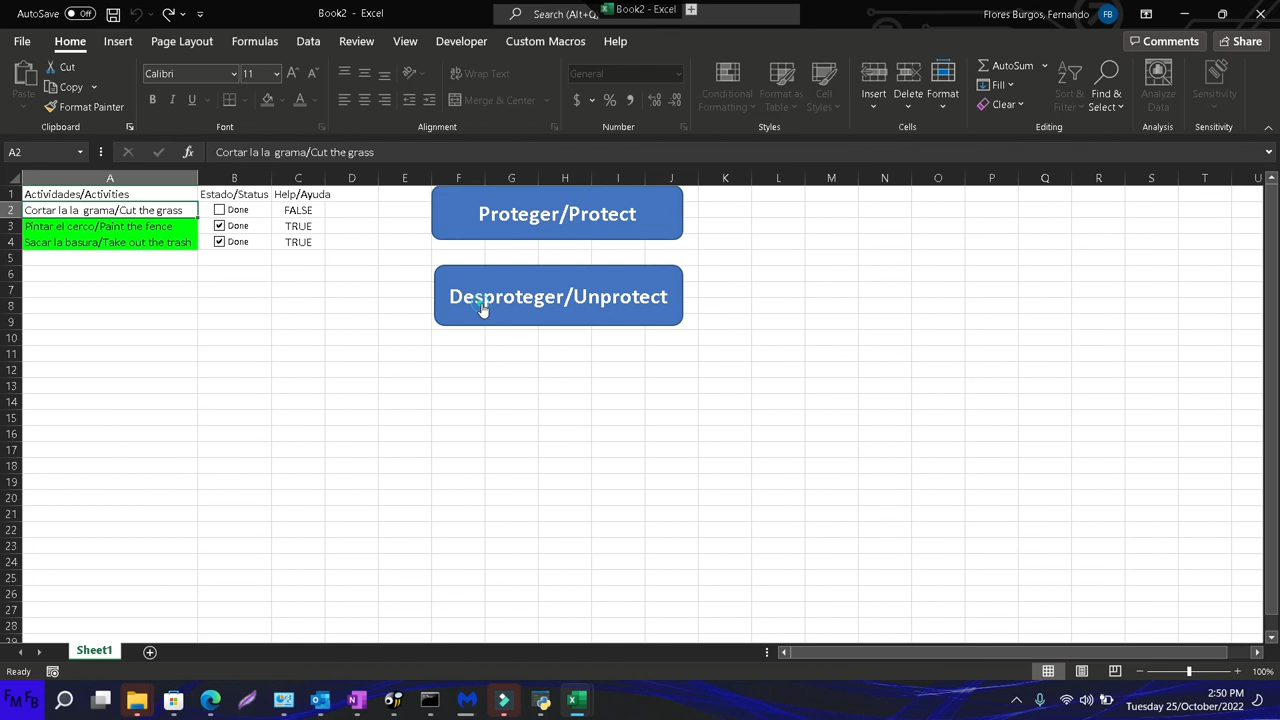 AutoSave Off Book2 - Excel Search (Alt+Q Book2 - Excel Flores Burgos, Fernando FB
File Home Insert Page Layout Formulas Data Review View Developer Custom Macros Help Comments Share
Paste Cut Copy Format Painter
Calibri 11
B I U
Wrap Text
Merge & Center
General
$ % 9
Conditional Formatting Format as Table Cell Styles
Insert Delete Format
AutoSum Fill Clear
Sort & Filter Find & Select
Analyze Data
Sensitivity
Clipboard Font Alignment Number Styles Cells Editing Analysis Sensitivity
A2 fx Cortar la la grama/Cut the grass
A B C D E F G H I J K L M N O P Q R S T U
1 Actividades/Activities Estado/Status Help/Ayuda
2 Cortar la la grama/Cut the grass Done FALSE
3 Pintar el cerco/Paint the fence Done TRUE
4 Sacar la basura/Take out the trash Done TRUE
Proteger/Protect
Desproteger/Unprotect
5
6
7
8
9
10
11
12
13
14
15
16
17
18
19
20
21
22
23
24
25
26
27
28
29
Sheet1
Ready 100%
FM FB
2:50 PM
Tuesday 25/October/2022